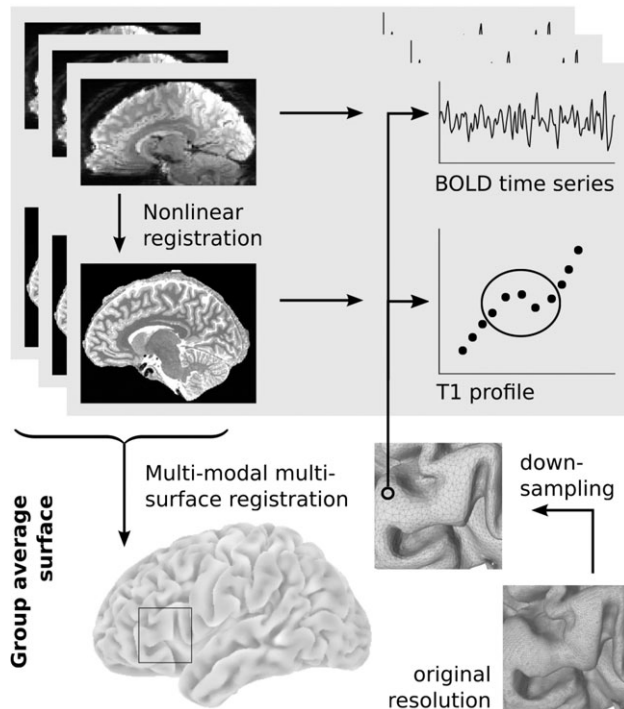 BOLD time series
Nonlinear
registration
T1 profile
Multi-modal multi-
surface registration
down-
sampling
Group average
surface
original
resolution